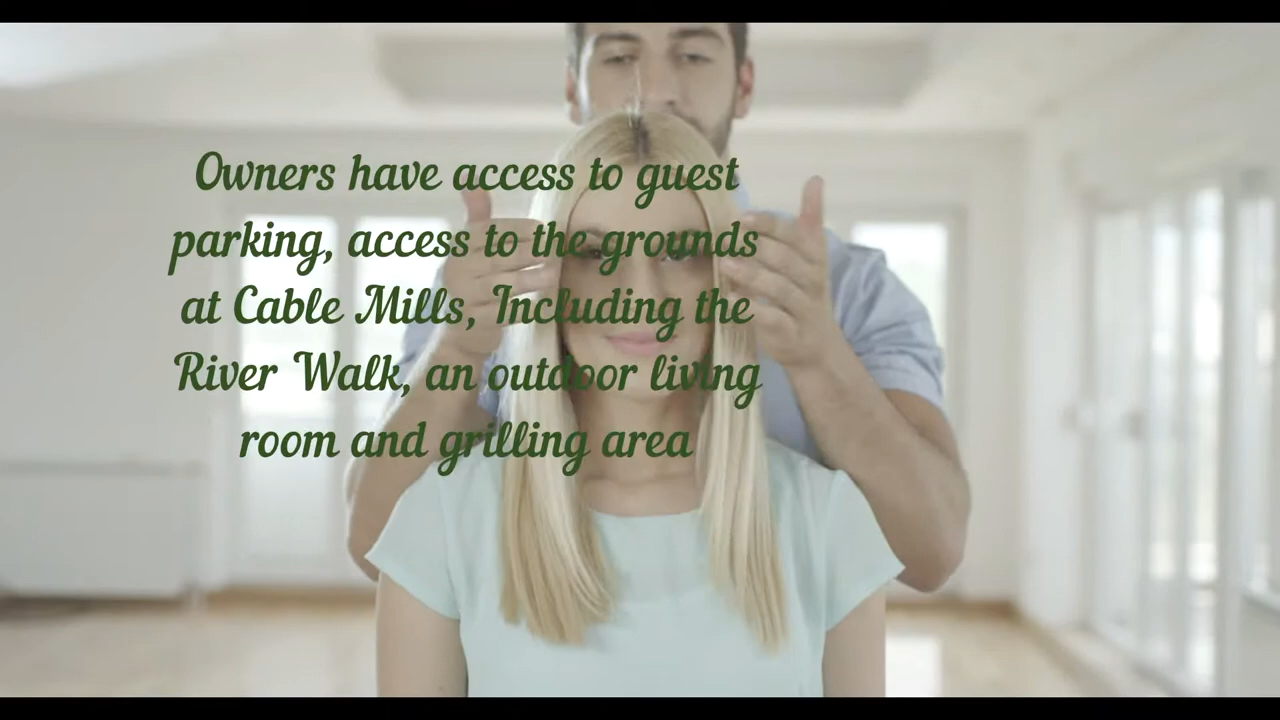 Owners have access to guest
parking, access to the grounds
at Cable Mills, Including the
River Walk, an outdoor living
room and grilling area